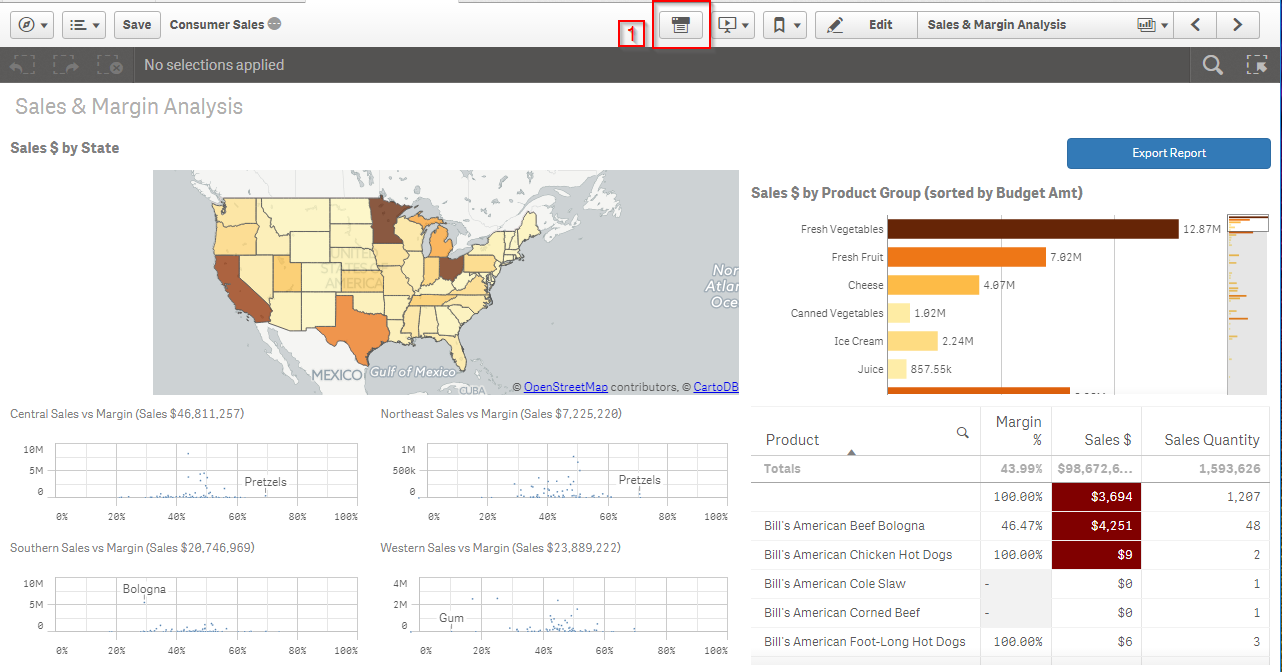 Save
Consumer Sales
1
Edit
Sales & Margin Analysis
No selections applied
Sales & Margin Analysis
Sales $ by State
Export Report
UNITED
STATES OF
AMERICA
MEXICO
Gulf of Mexico
CUBA
Nor
Atla
Oce
© OpenStreetMap contributors, © CartoDB
Sales $ by Product Group (sorted by Budget Amt)
Fresh Vegetables 12.87M
Fresh Fruit 7.02M
Cheese 4.07M
Canned Vegetables 1.02M
Ice Cream 2.24M
Juice 857.55k
Central Sales vs Margin (Sales $46,811,257)
10M
5M
0
Pretzels
0% 20% 40% 60% 80% 100%
Northeast Sales vs Margin (Sales $7,225,220)
1M
500k
0
Pretzels
0% 20% 40% 60% 80% 100%
Southern Sales vs Margin (Sales $20,746,969)
10M
5M
0
Bologna
0% 20% 40% 60% 80% 100%
Western Sales vs Margin (Sales $23,889,222)
4M
2M
0
Gum
0% 20% 40% 60% 80% 100%
Product Margin % Sales $ Sales Quantity
Totals 43.99% $98,672,6... 1,593,626
100.00% $3,694 1,207
Bill's American Beef Bologna 46.47% $4,251 48
Bill's American Chicken Hot Dogs 100.00% $9 2
Bill's American Cole Slaw - $0 1
Bill's American Corned Beef - $0 1
Bill's American Foot-Long Hot Dogs 100.00% $6 3